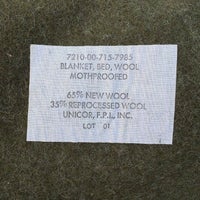 7210-00-715-7985
BLANKET, BED, WOOL
MOTHPROOFED
65% NEW WOOL
35% REPROCESSED WOOL
UNICOR, F.P.I., INC.
LOT 01